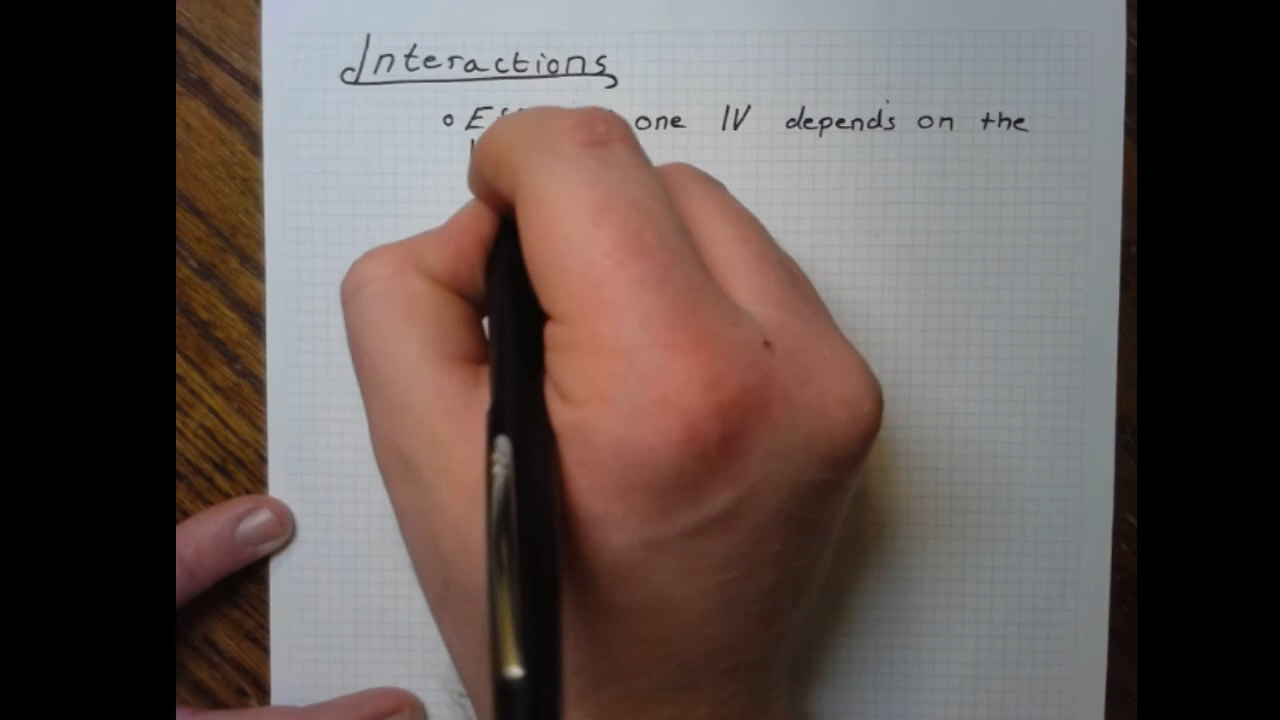 Interactions
one IV depends on the